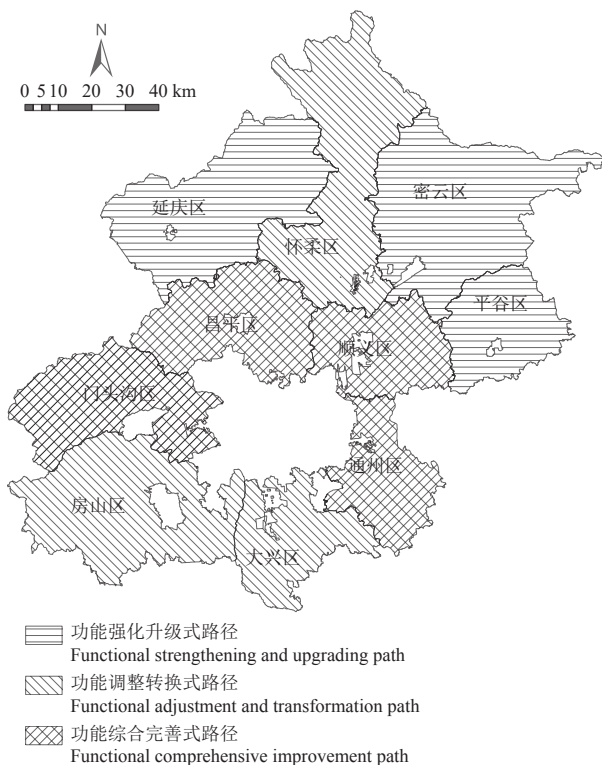 N
0 5 10 20 30 40 km
延庆区
密云区
怀柔区
平谷区
昌平区
顺义区
门头沟区
通州区
房山区
大兴区
功能强化升级式路径
Functional strengthening and upgrading path
功能调整转换式路径
Functional adjustment and transformation path
功能综合完善式路径
Functional comprehensive improvement path